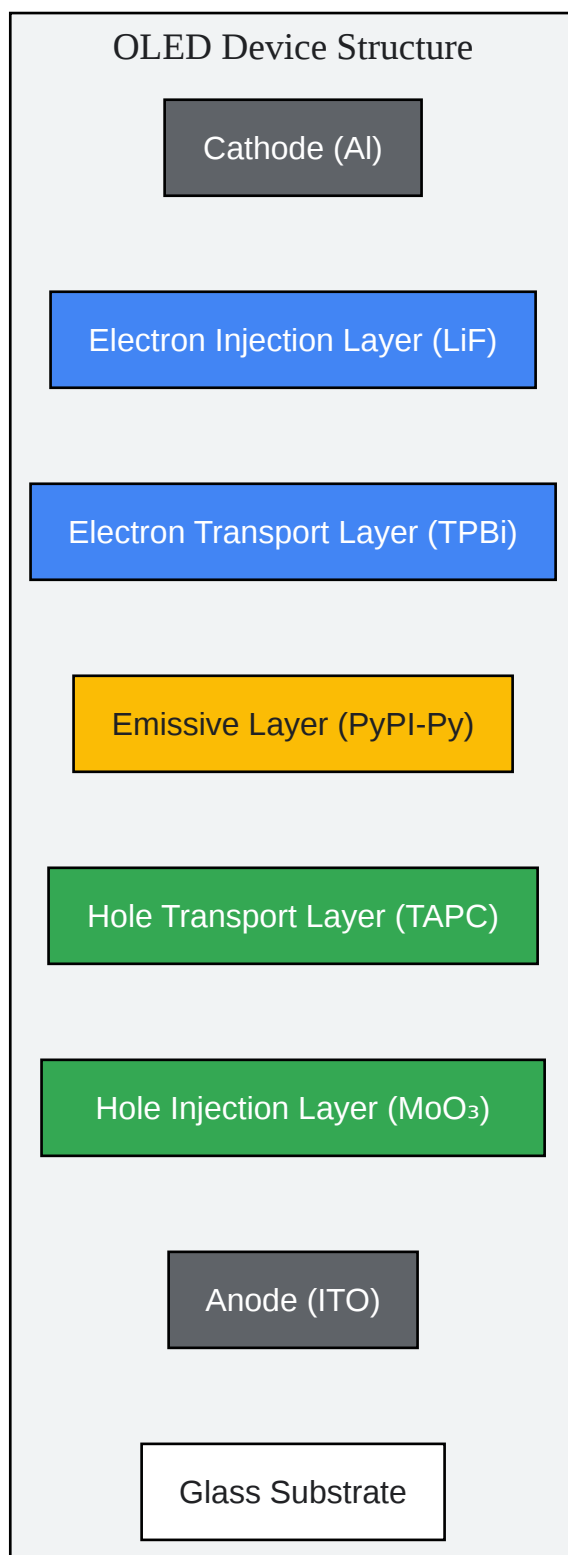 OLED Device Structure
Cathode (Al)
Electron Injection Layer (LiF)
Electron Transport Layer (TPBi)
Emissive Layer (PyPI-Py)
Hole Transport Layer (TAPC)
Hole Injection Layer (MoO₃)
Anode (ITO)
Glass Substrate